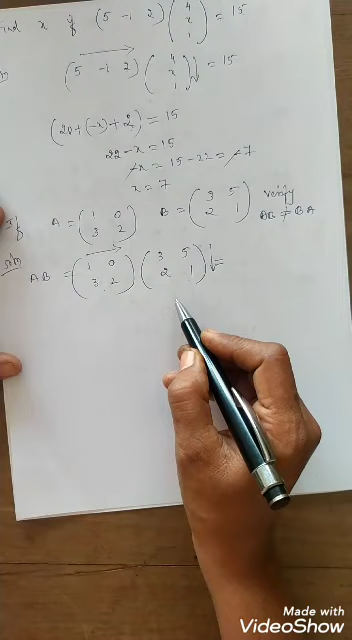 find x if (5 -1 2) (4 x 1) = 15
(5 -1 2) (4 x 1) = 15
(20 + (-x) + 2) = 15
22 - x = 15
-x = 15 - 22 = -7
x = 7
If A = (1 0 3 2) B = (3 5 2 1) verify
AB ≠ BA
Soln AB = (1 0 3 2) (3 5 2 1) =
Made with
VideoShow